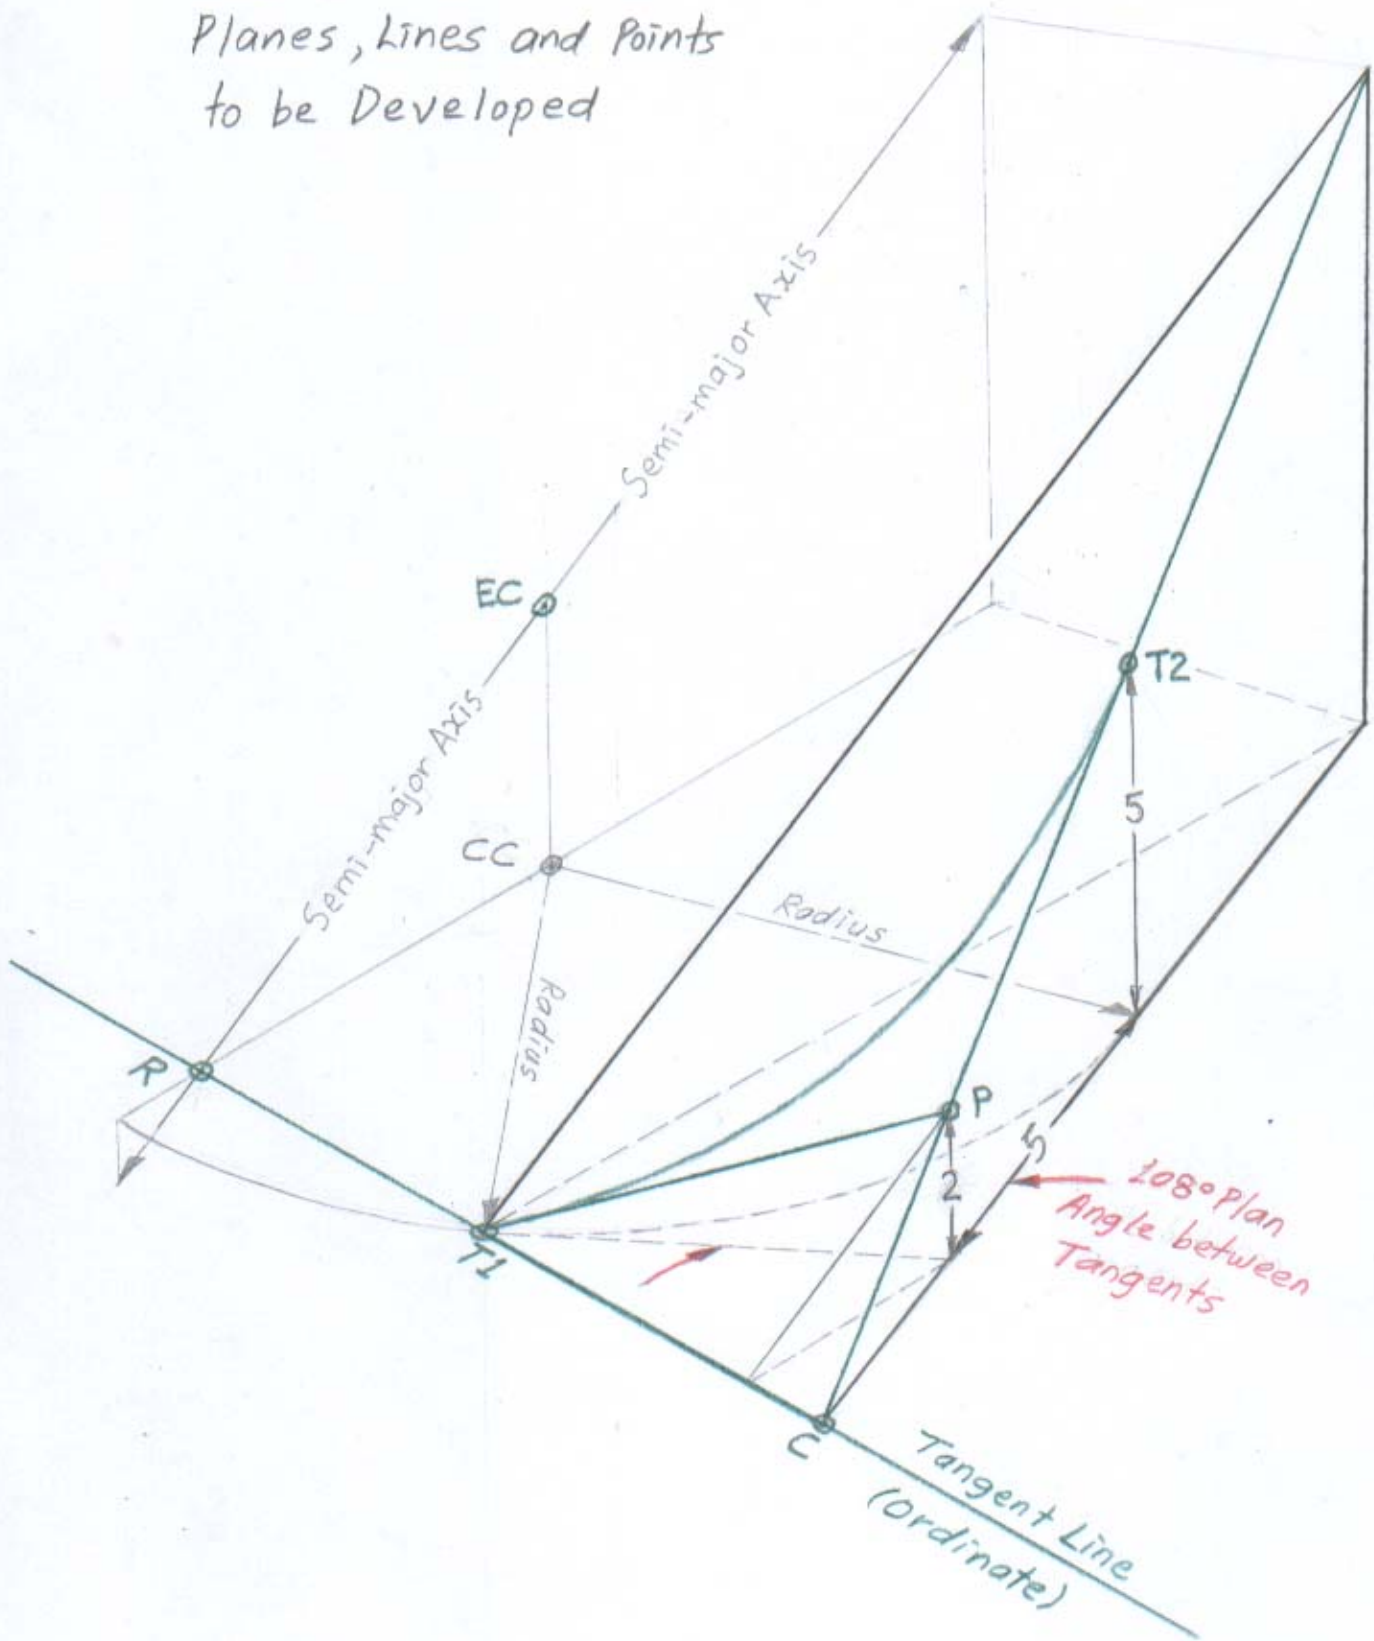 Planes, Lines and Points
to be Developed
Semi-major Axis
EC
T2
Semi-major Axis
5
CC
Radius
Radius
R
P
5
2
108° Plan
Angle between
Tangents
T1
C
Tangent Line
(Ordinate)